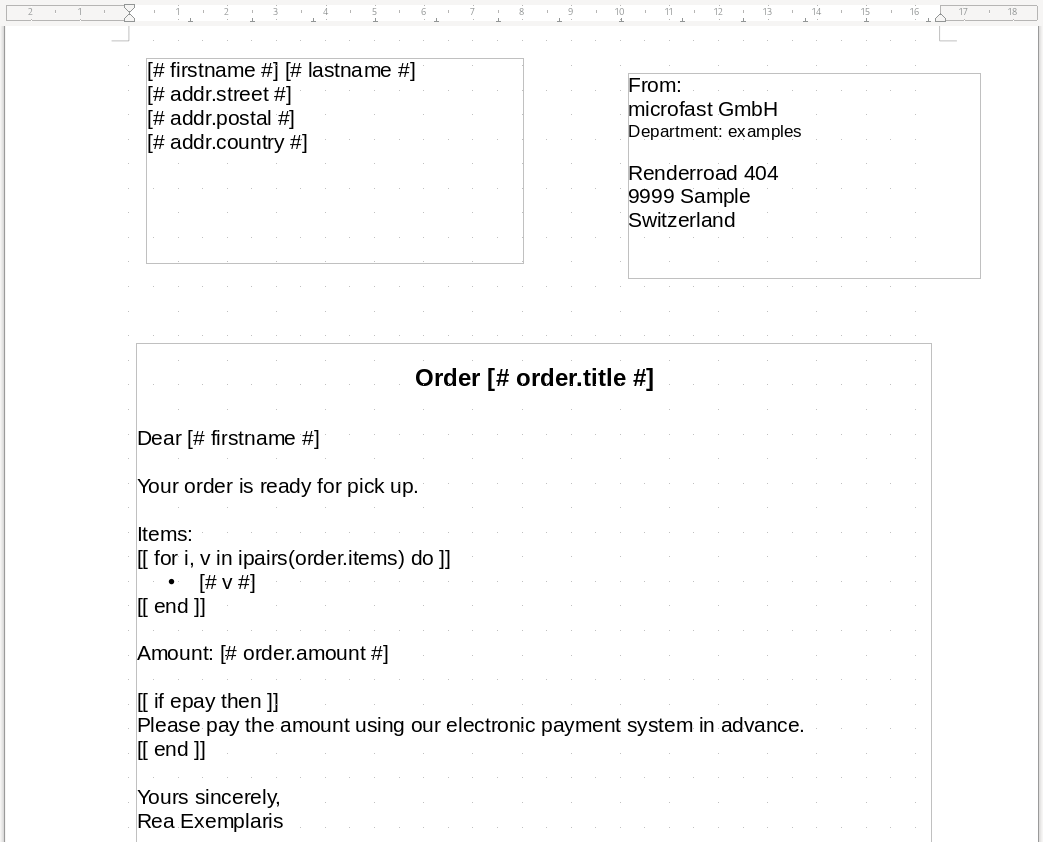 2 1 1 2 3 4 5 6 7 8 9 10 11 12 13 14 15 16 17 18
[# firstname #] [# lastname #]
[# addr.street #]
[# addr.postal #]
[# addr.country #]
From:
microfast GmbH
Department: examples
Renderroad 404
9999 Sample
Switzerland
Order [# order.title #]
Dear [# firstname #]
Your order is ready for pick up.
Items:
[[ for i, v in ipairs(order.items) do ]]
• [# v #]
[[ end ]]
Amount: [# order.amount #]
[[ if epay then ]]
Please pay the amount using our electronic payment system in advance.
[[ end ]]
Yours sincerely,
Rea Exemplaris